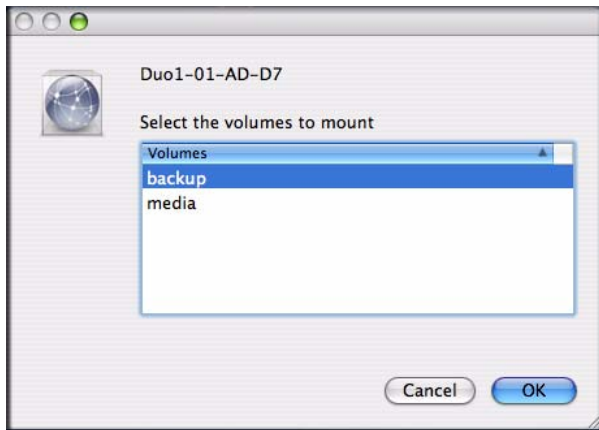 Duo1-01-AD-D7
Select the volumes to mount
Volumes
backup
media
Cancel
OK